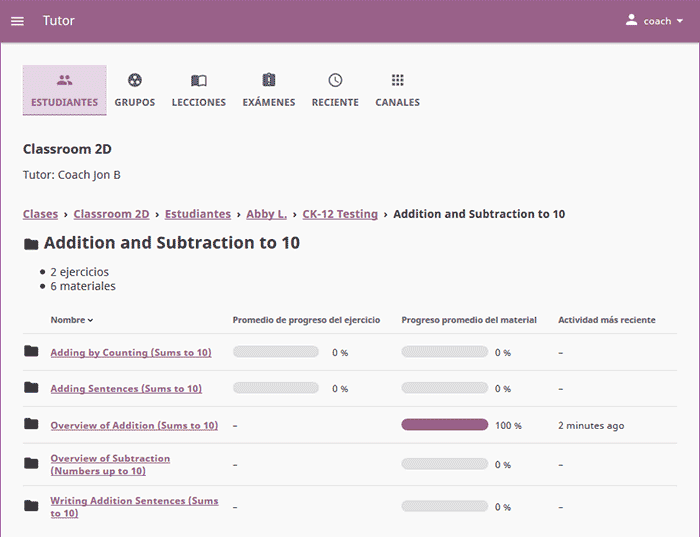 Tutor coach
ESTUDIANTES GRUPOS LECCIONES EXÁMENES RECIENTE CANALES
Classroom 2D
Tutor: Coach Jon B
Clases › Classroom 2D › Estudiantes › Abby L. › CK-12 Testing › Addition and Subtraction to 10
Addition and Subtraction to 10
• 2 ejercicios
• 6 materiales
Nombre Promedio de progreso del ejercicio Progreso promedio del material Actividad más reciente
Adding by Counting (Sums to 10) 0 % 0 % –
Adding Sentences (Sums to 10) 0 % 0 % –
Overview of Addition (Sums to 10) – 100 % 2 minutes ago
Overview of Subtraction
(Numbers up to 10) – 0 % –
Writing Addition Sentences (Sums
to 10) – 0 % –